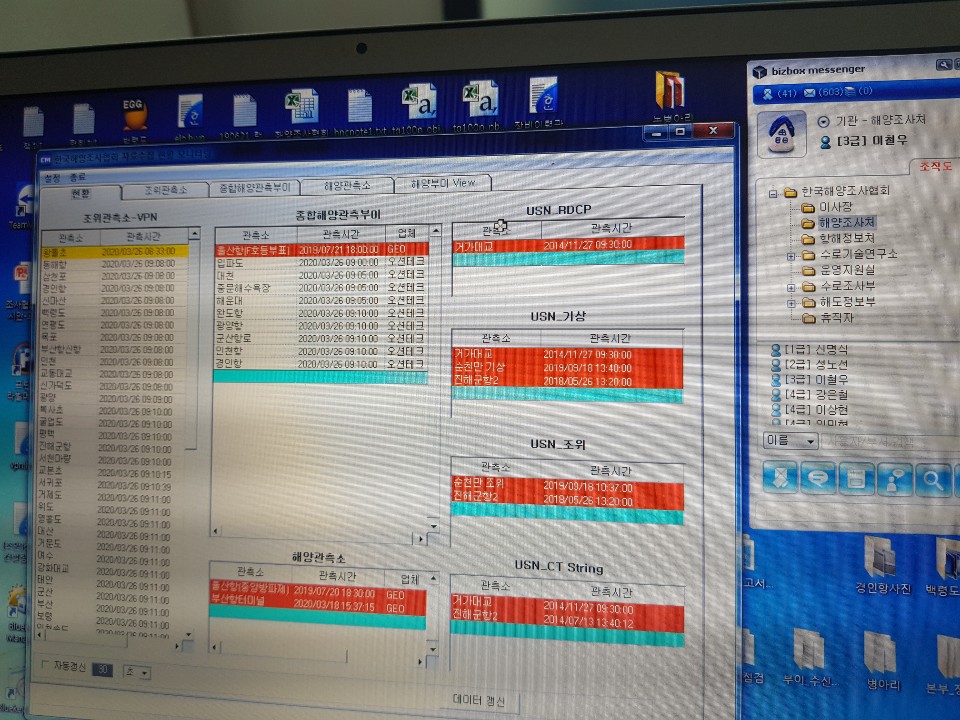 bizbox messenger
(41) (603) (0)
기관 - 해양조사처
[3급] 이철우
조직도
한국해양조사협회
이사장
해양조사처
항해정보처
수로기술연구소
운영지원실
수로조사부
해도정보부
휴직자
[1급] 신명식
[2급] 성노선
[3급] 이철우
[4급] 강은철
[4급] 이상현
이름
EGG
설정 종료
현황
조위관측소
종합해양관측부이
해양관측소
해양부이 View
조위관측소-VPN
관측소 관측시간
왕돌초 2020/03/26 08:33:00
동해항 2020/03/26 09:08:00
삼천포 2020/03/26 09:08:00
경인항 2020/03/26 09:08:00
신마산 2020/03/26 09:08:00
백령도 2020/03/26 09:08:00
연평도 2020/03/26 09:08:00
목포 2020/03/26 09:08:00
부산항신항 2020/03/26 09:08:00
인천 2020/03/26 09:08:00
교동대교 2020/03/26 09:08:00
신가덕도 2020/03/26 09:08:00
광양 2020/03/26 09:09:00
복사초 2020/03/26 09:10:00
굴업도 2020/03/26 09:10:00
평택 2020/03/26 09:10:00
진해군항 2020/03/26 09:10:00
서천마량 2020/03/26 09:10:00
교본초 2020/03/26 09:10:15
서귀포 2020/03/26 09:10:39
거제도 2020/03/26 09:11:00
외도 2020/03/26 09:11:00
영흥도 2020/03/26 09:11:00
대산 2020/03/26 09:11:00
거문도 2020/03/26 09:11:00
여수 2020/03/26 09:11:00
강화대교 2020/03/26 09:11:00
태안 2020/03/26 09:11:00
군산 2020/03/26 09:11:00
부산 2020/03/26 09:11:00
보령 2020/03/26 09:11:00
인천송도 2020/03/26 09:11:00
자동갱신 30 초
종합해양관측부이
관측소 관측시간 업체
돌산항(F호등부표) 2019/07/21 18:00:00 GEO
입파도 2020/03/26 09:00:00 오션테크
대천 2020/03/26 09:05:00 오션테크
중문해수욕장 2020/03/26 09:05:00 오션테크
해운대 2020/03/26 09:05:00 오션테크
완도항 2020/03/26 09:10:00 오션테크
광양항 2020/03/26 09:10:00 오션테크
군산항로 2020/03/26 09:10:00 오션테크
인천항 2020/03/26 09:10:00 오션테크
경인항 2020/03/26 09:10:00 오션테크
해양관측소
관측소 관측시간 업체
돌산항(중앙방파제) 2019/07/20 18:30:00 GEO
부산항터미널 2020/03/18 15:37:15 GEO
USN_RDCP
관측소 관측시간
거가대교 2014/11/27 09:30:00
USN_기상
관측소 관측시간
거가대교 2014/11/27 09:30:00
순천만 기상 2019/09/18 13:40:00
진해군항2 2018/05/26 13:20:00
USN_조위
관측소 관측시간
순천만 조위 2019/09/18 10:37:00
진해군항2 2018/05/26 13:20:00
USN_CT String
관측소 관측시간
거가대교 2014/11/27 09:30:00
진해군항2 2014/07/13 13:40:12
데이터 갱신
경인항사진
백령도
병아리